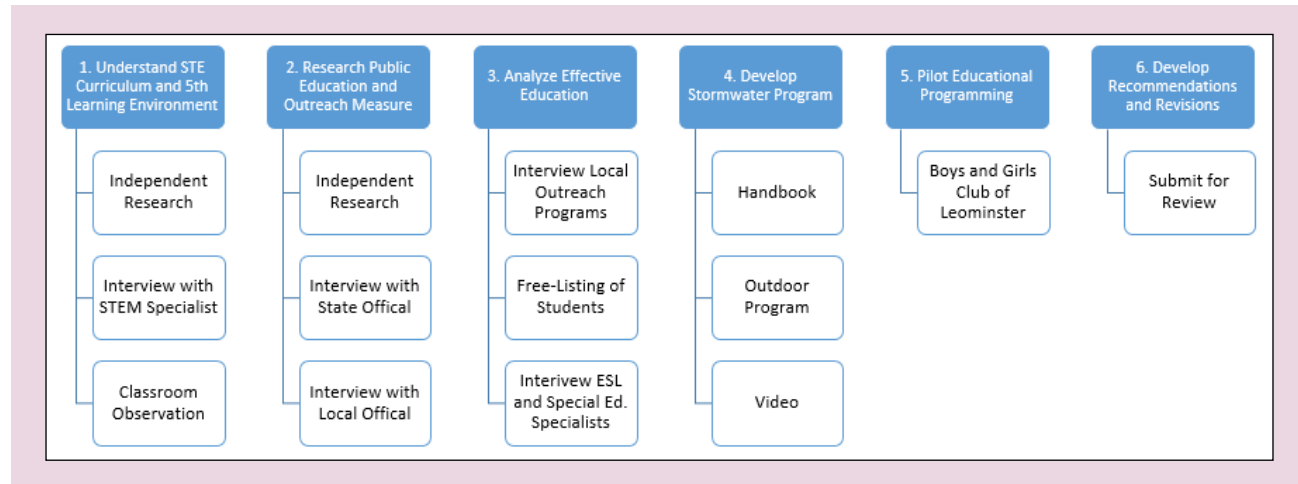 1. Understand STE
Curriculum and 5th
Learning Environment
Independent
Research
Interview with
STEM Specialist
Classroom
Observation
2. Research Public
Education and
Outreach Measure
Independent
Research
Interview with
State Offical
Interview with
Local Offical
3. Analyze Effective
Education
Interview Local
Outreach
Programs
Free-Listing of
Students
Interivew ESL
and Special Ed.
Specialists
4. Develop
Stormwater Program
Handbook
Outdoor
Program
Video
5. Pilot Educational
Programming
Boys and Girls
Club of
Leominster
6. Develop
Recommendations
and Revisions
Submit for
Review